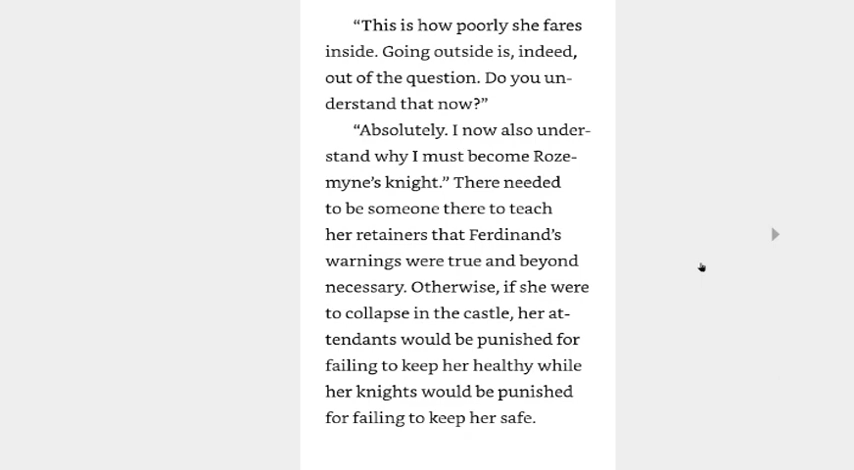 “This is how poorly she fares
inside. Going outside is, indeed,
out of the question. Do you un-
derstand that now?”
“Absolutely. I now also under-
stand why I must become Roze-
myne’s knight.” There needed
to be someone there to teach
her retainers that Ferdinand’s
warnings were true and beyond
necessary. Otherwise, if she were
to collapse in the castle, her at-
tendants would be punished for
failing to keep her healthy while
her knights would be punished
for failing to keep her safe.